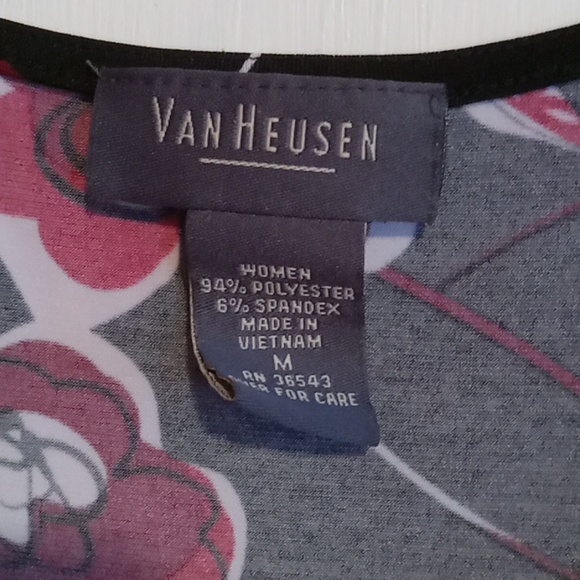 VAN HEUSEN
WOMEN
94% POLYESTER
6% SPANDEX
MADE IN
VIETNAM
M
RN 36543
FOR CARE